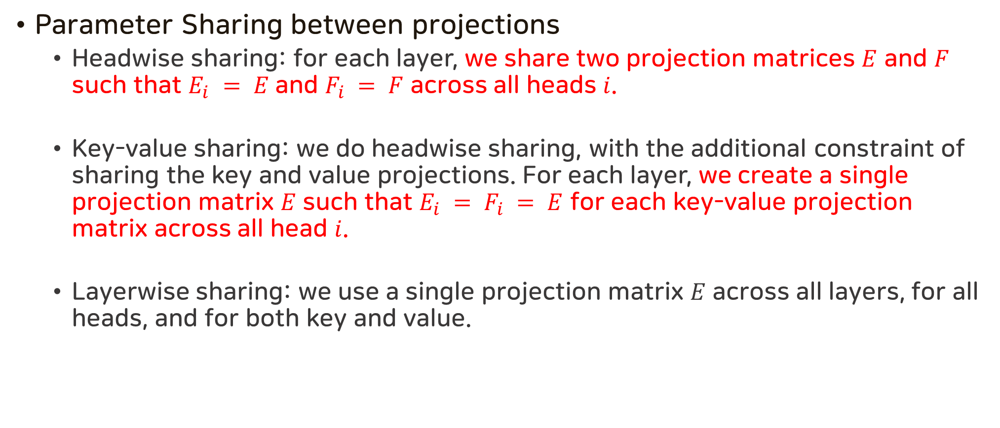 • Parameter Sharing between projections
• Headwise sharing: for each layer, we share two projection matrices E and F
such that Eᵢ = E and Fᵢ = F across all heads i.
• Key-value sharing: we do headwise sharing, with the additional constraint of
sharing the key and value projections. For each layer, we create a single
projection matrix E such that Eᵢ = Fᵢ = E for each key-value projection
matrix across all head i.
• Layerwise sharing: we use a single projection matrix E across all layers, for all
heads, and for both key and value.